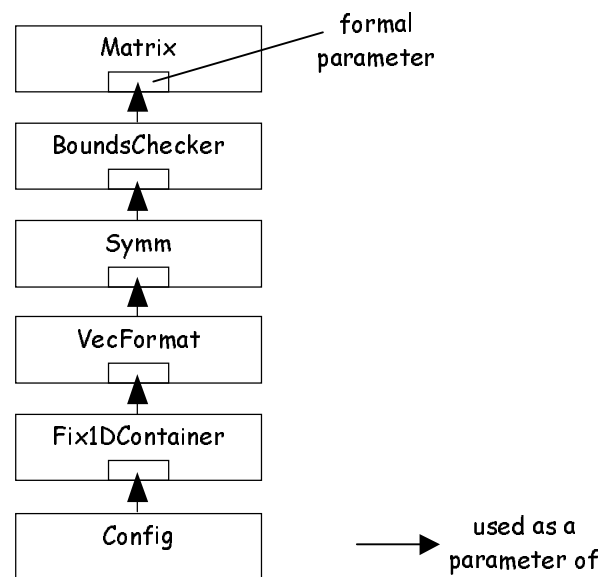 formal
parameter
Matrix
BoundsChecker
Symm
VecFormat
Fix1DContainer
Config
used as a
parameter of